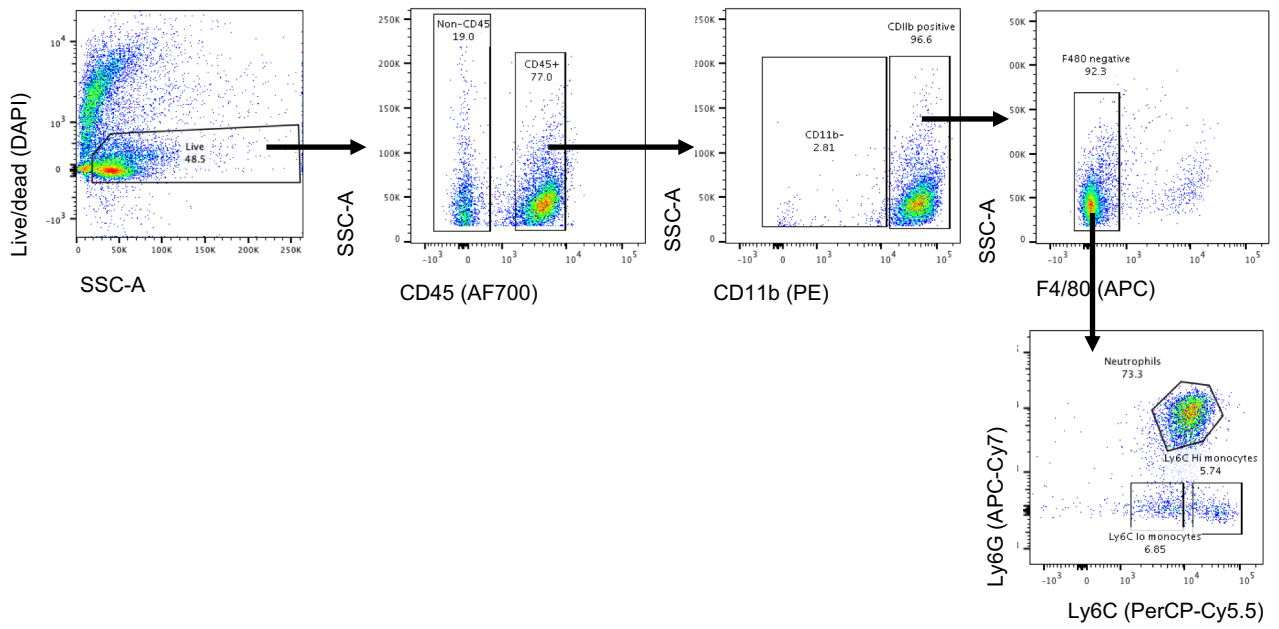 Live/dead (DAPI)
10⁴
10³
0
-10³
Live
48.5
0 50K 100K 150K 200K 250K
SSC-A
SSC-A
250K
200K
150K
100K
50K
0
Non-CD45
19.0
CD45+
77.0
-10³ 0 10³ 10⁴ 10⁵
CD45 (AF700)
SSC-A
250K
200K
150K
100K
50K
0
CDIIb positive
96.6
CD11b-
2.81
-10³ 0 10³ 10⁴ 10⁵
CD11b (PE)
SSC-A
50K
00K
50K
00K
50K
0
F480 negative
92.3
-10³ 0 10³ 10⁴ 10⁵
F4/80 (APC)
Ly6G (APC-Cy7)
Neutrophils
73.3
Ly6C Hi monocytes
5.74
Ly6C lo monocytes
6.85
-10³ 0 10³ 10⁴ 10⁵
Ly6C (PerCP-Cy5.5)